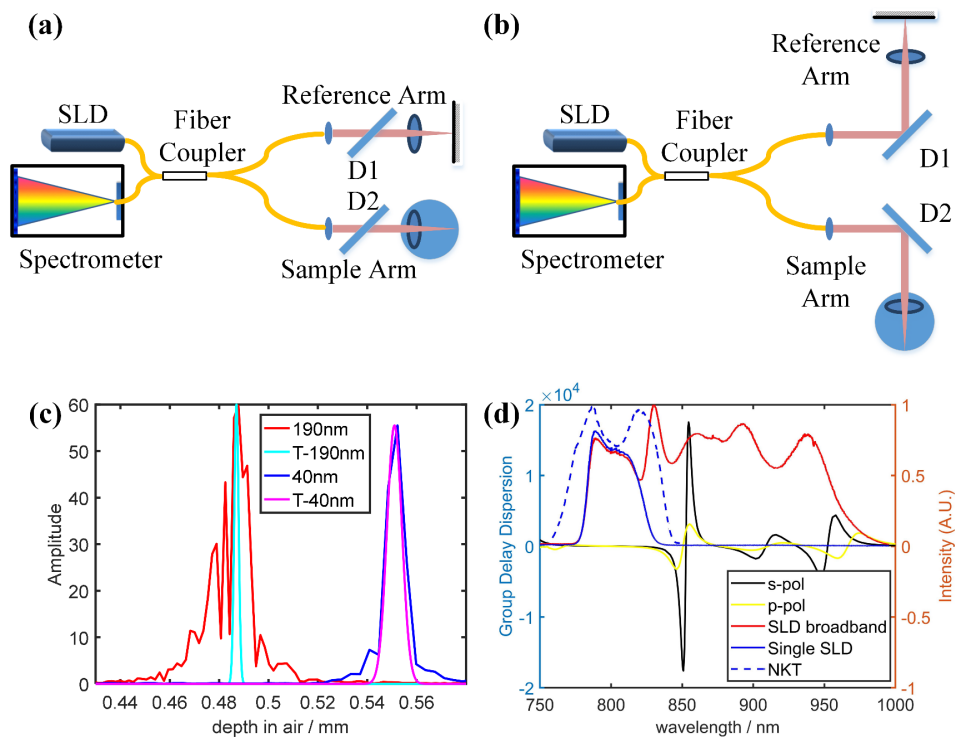 (a)
SLD
Fiber
Coupler
Reference Arm
D1
D2
Sample Arm
Spectrometer
(b)
SLD
Fiber
Coupler
Reference
Arm
D1
D2
Sample
Arm
Spectrometer
(c)
60
50
40
30
20
10
0
Amplitude
190nm
T-190nm
40nm
T-40nm
0.44
0.46
0.48
0.5
0.52
0.54
0.56
depth in air / mm
(d)
2 ×10⁴
1
0
-1
-2
Group Delay Dispersion
1
0.5
0
-0.5
-1
Intensity (A.U.)
s-pol
p-pol
SLD broadband
Single SLD
NKT
750
800
850
900
950
1000
wavelength / nm